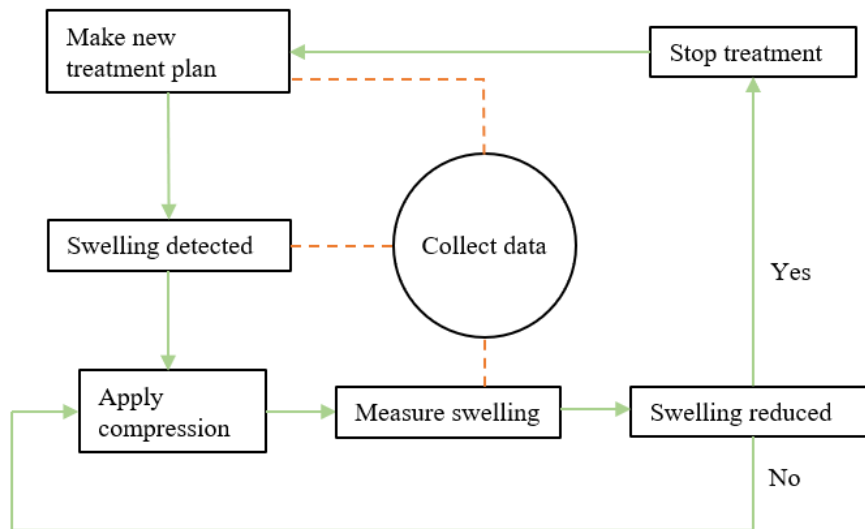 Make new
treatment plan
Stop treatment
Swelling detected
Collect data
Yes
Apply
compression
Measure swelling
Swelling reduced
No